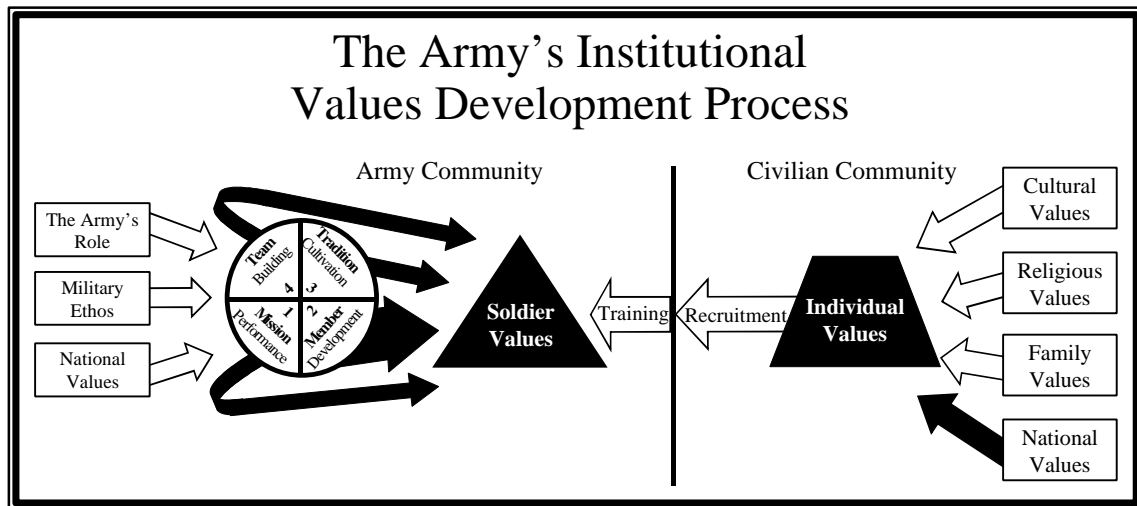 The Army’s Institutional
Values Development Process
Army Community
Civilian Community
The Army’s
Role
Military
Ethos
National
Values
Team
Building
4
Tradition
Cultivation
3
1
Mission
Performance
2
Member
Development
Soldier
Values
Training
Recruitment
Individual
Values
Cultural
Values
Religious
Values
Family
Values
National
Values